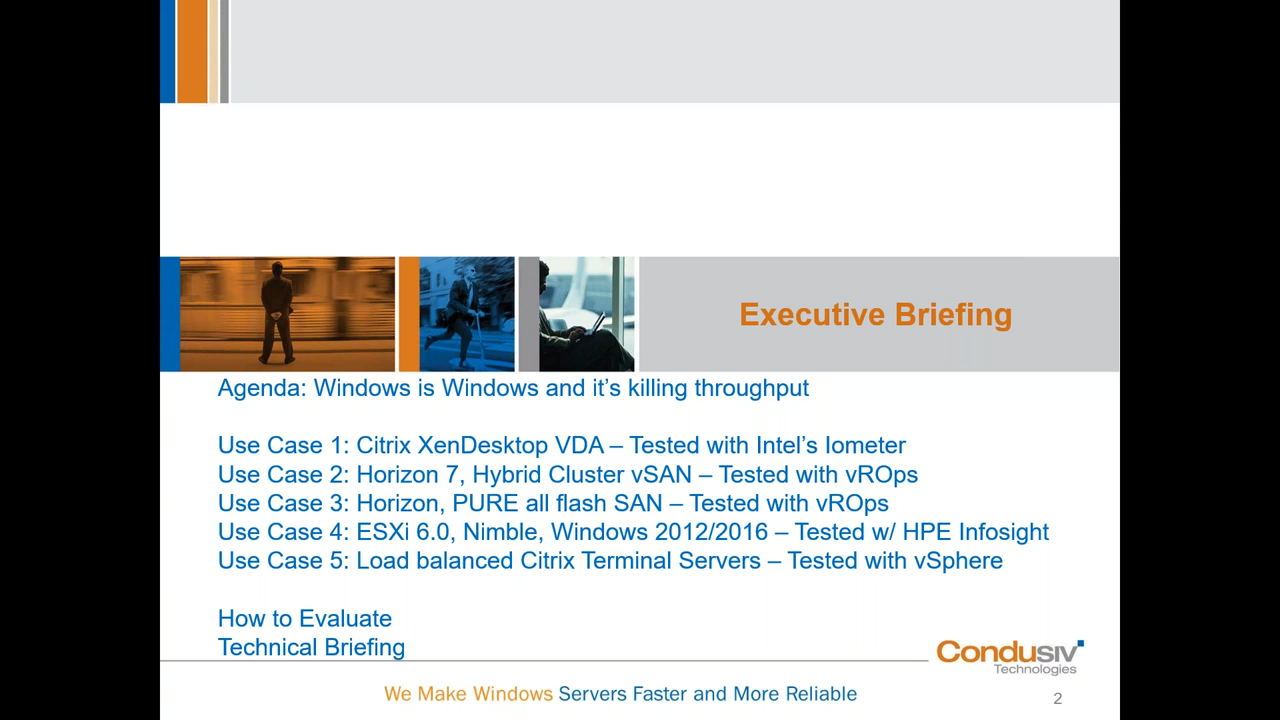 Executive Briefing
Agenda: Windows is Windows and it’s killing throughput
Use Case 1: Citrix XenDesktop VDA – Tested with Intel’s Iometer
Use Case 2: Horizon 7, Hybrid Cluster vSAN – Tested with vROps
Use Case 3: Horizon, PURE all flash SAN – Tested with vROps
Use Case 4: ESXi 6.0, Nimble, Windows 2012/2016 – Tested w/ HPE Infosight
Use Case 5: Load balanced Citrix Terminal Servers – Tested with vSphere
How to Evaluate
Technical Briefing
Condusiv
Technologies
We Make Windows Servers Faster and More Reliable
2